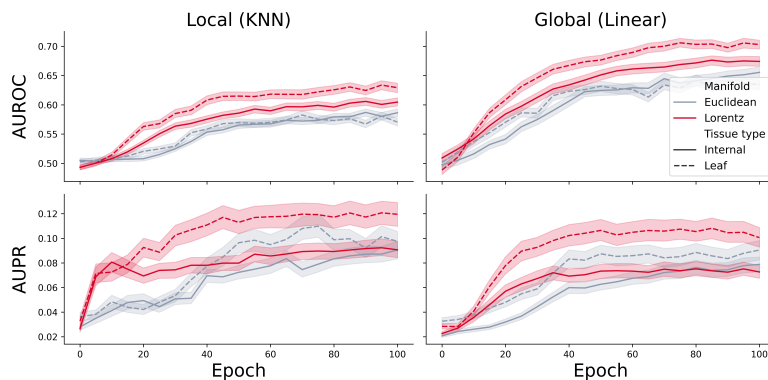 Local (KNN)
Global (Linear)
AUROC
0.70
0.65
0.60
0.55
0.50
Manifold
Euclidean
Lorentz
Tissue type
Internal
Leaf
AUPR
0.12
0.10
0.08
0.06
0.04
0.02
0 20 40 60 80 100
0 20 40 60 80 100
Epoch
Epoch